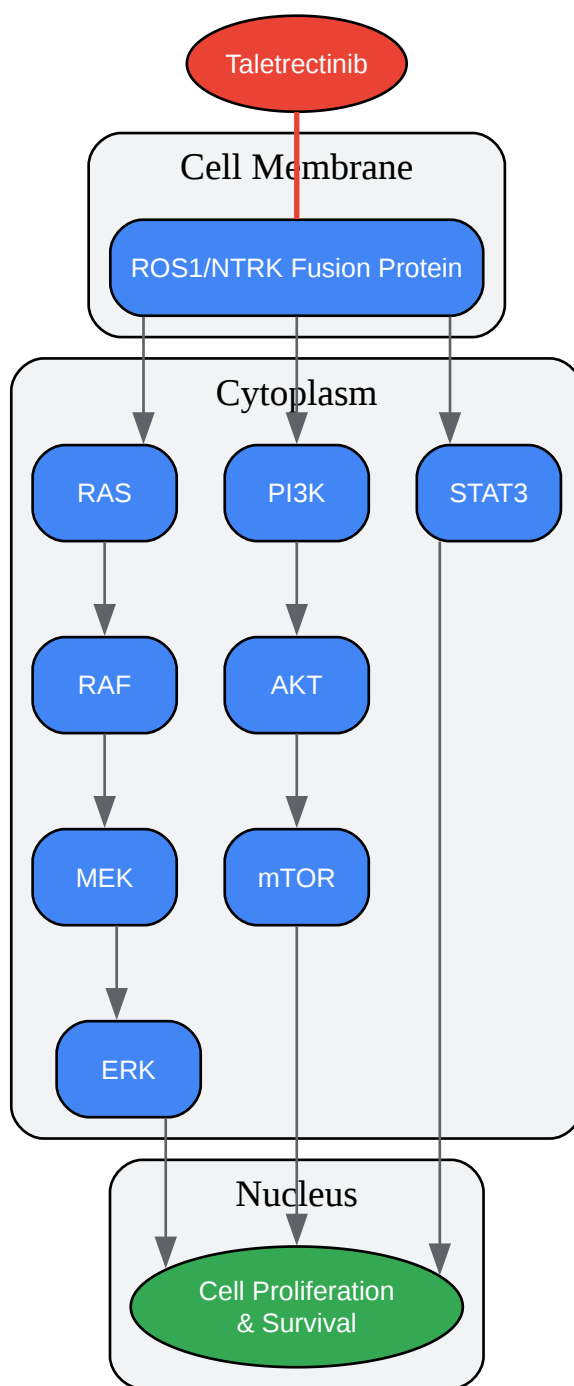 Taletrectinib
Cell Membrane
ROS1/NTRK Fusion Protein
Cytoplasm
RAS
PI3K
STAT3
RAF
AKT
MEK
mTOR
ERK
Nucleus
Cell Proliferation
& Survival